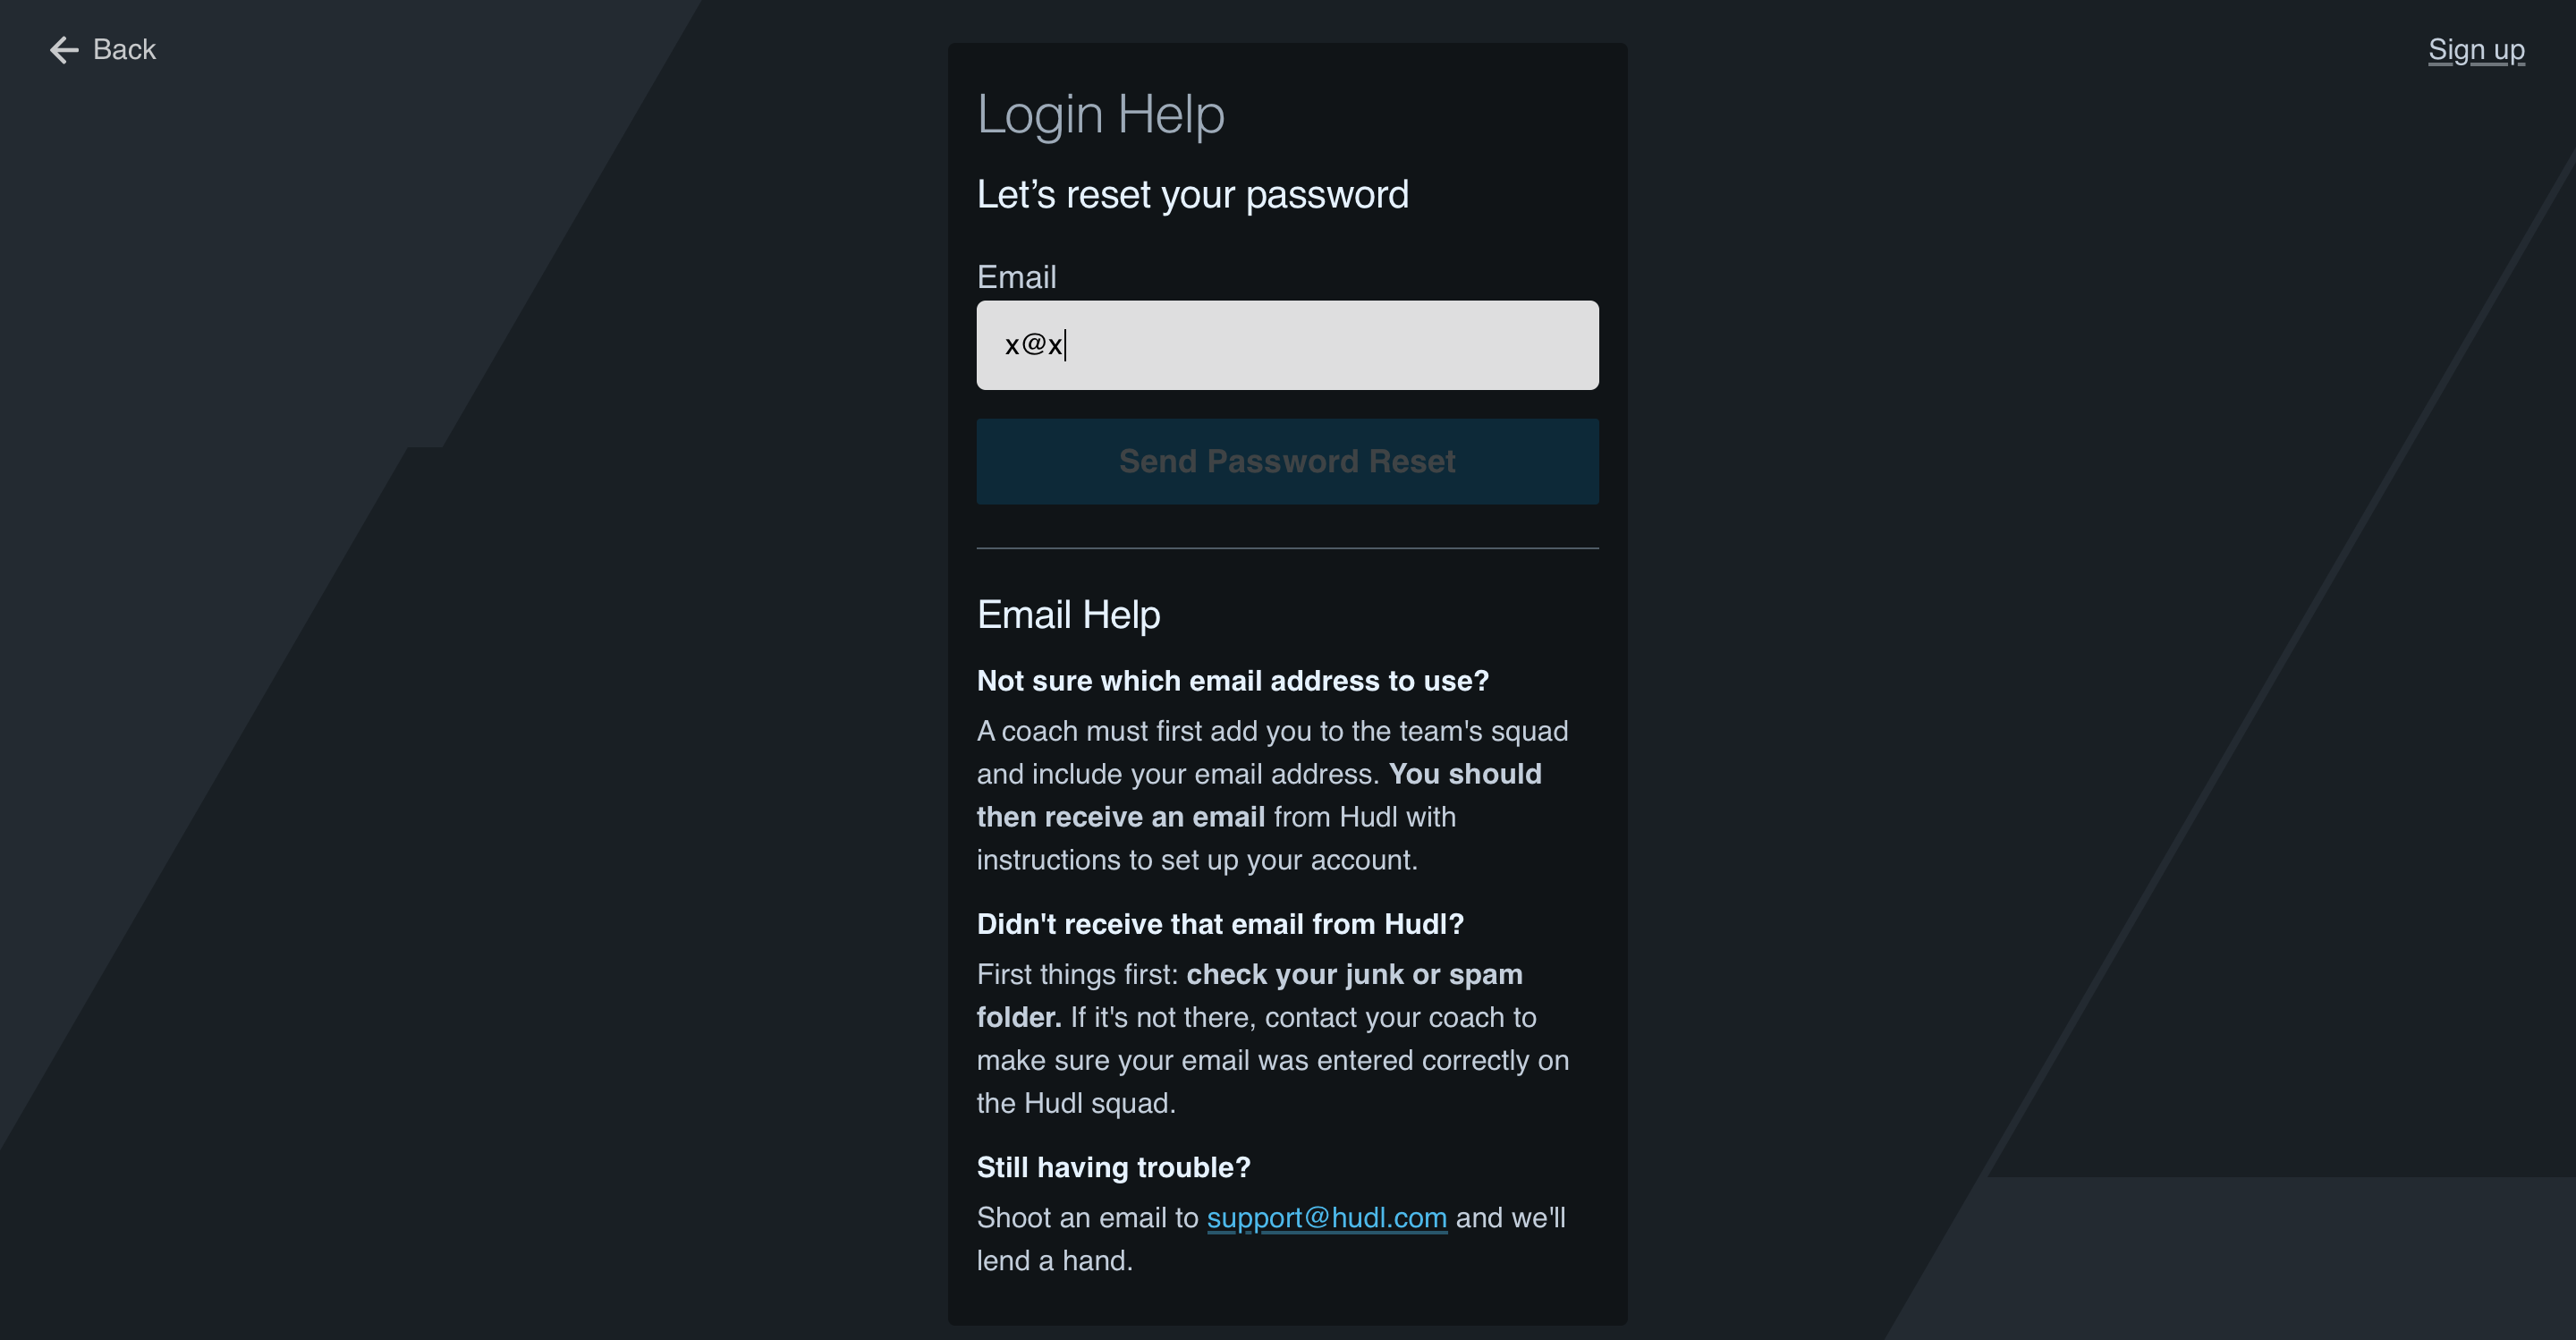 Back
Sign up
Login Help
Let’s reset your password
Email
x@x
Send Password Reset
Email Help
Not sure which email address to use?
A coach must first add you to the team's squad
and include your email address. You should
then receive an email from Hudl with
instructions to set up your account.
Didn't receive that email from Hudl?
First things first: check your junk or spam
folder. If it's not there, contact your coach to
make sure your email was entered correctly on
the Hudl squad.
Still having trouble?
Shoot an email to support@hudl.com and we'll
lend a hand.